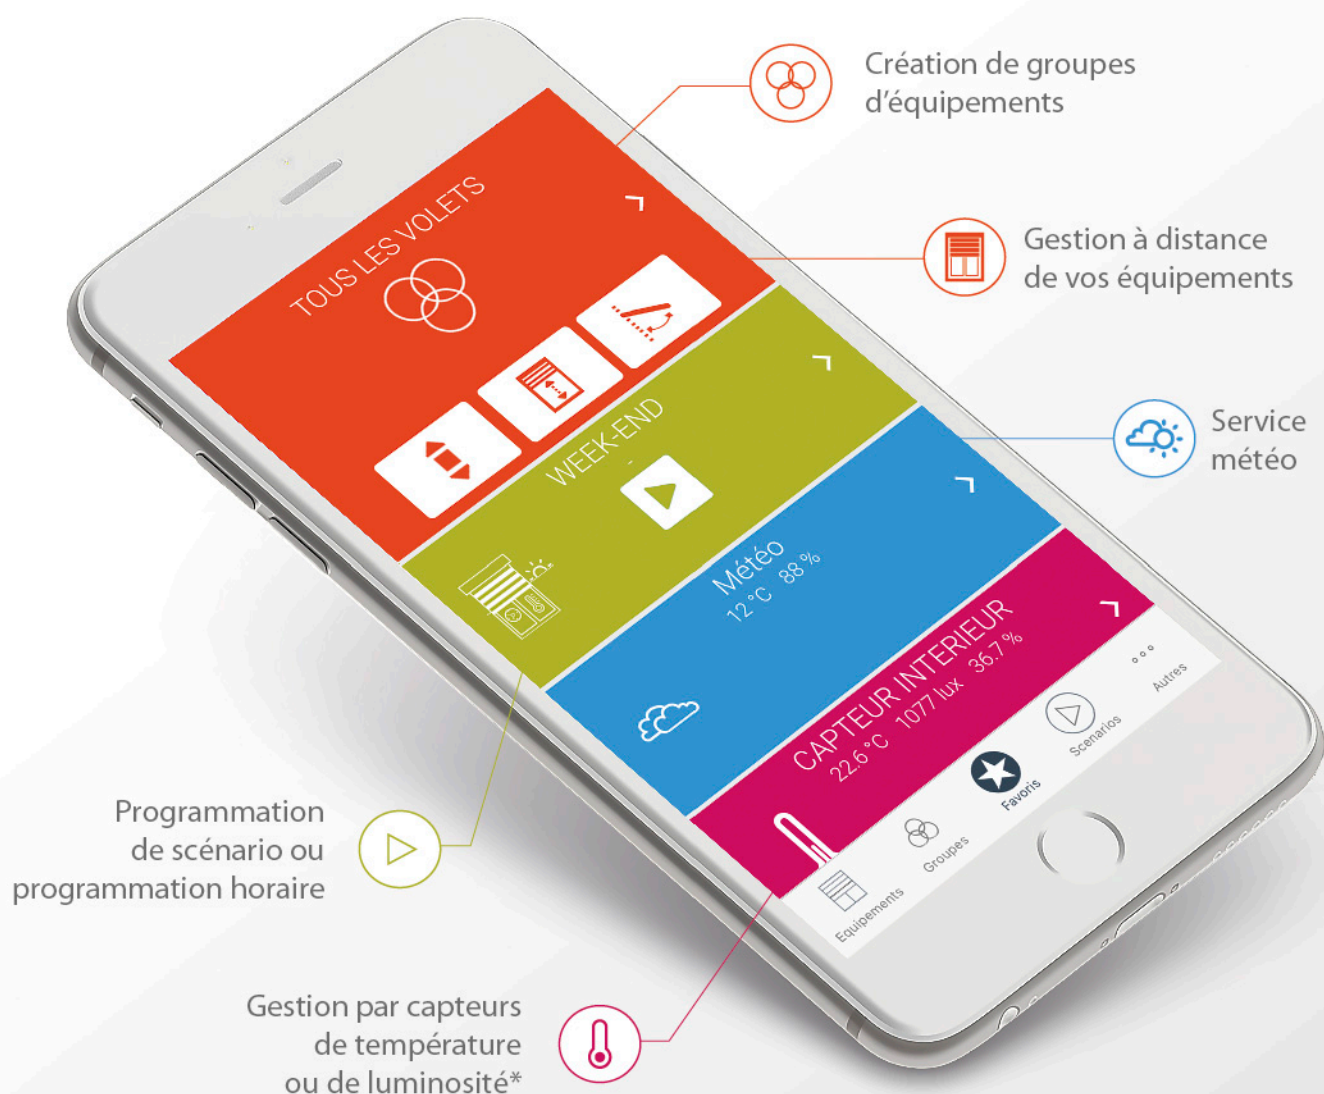 Création de groupes
d'équipements
TOUS LES VOLETS
Gestion à distance
de vos équipements
WEEK-END
Service
météo
Météo
12 °C 88 %
CAPTEUR INTERIEUR
22.6 °C 1077 lux 36.7 %
Equipements
Groupes
Favoris
Scenarios
Autres
Programmation
de scénario ou
programmation horaire
Gestion par capteurs
de température
ou de luminosité*